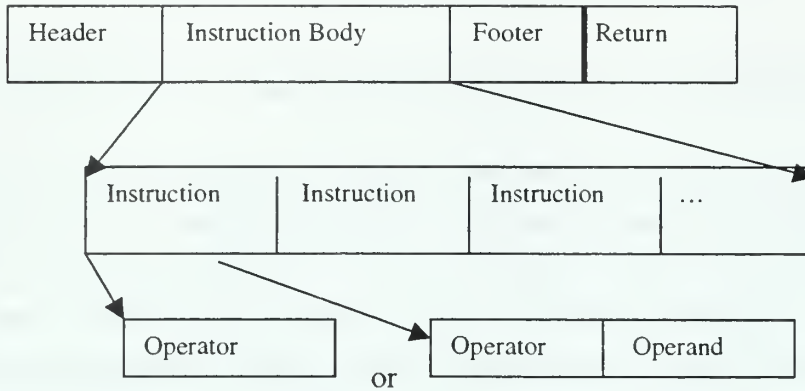 Header Instruction Body Footer Return
Instruction Instruction Instruction ...
Operator or Operator Operand